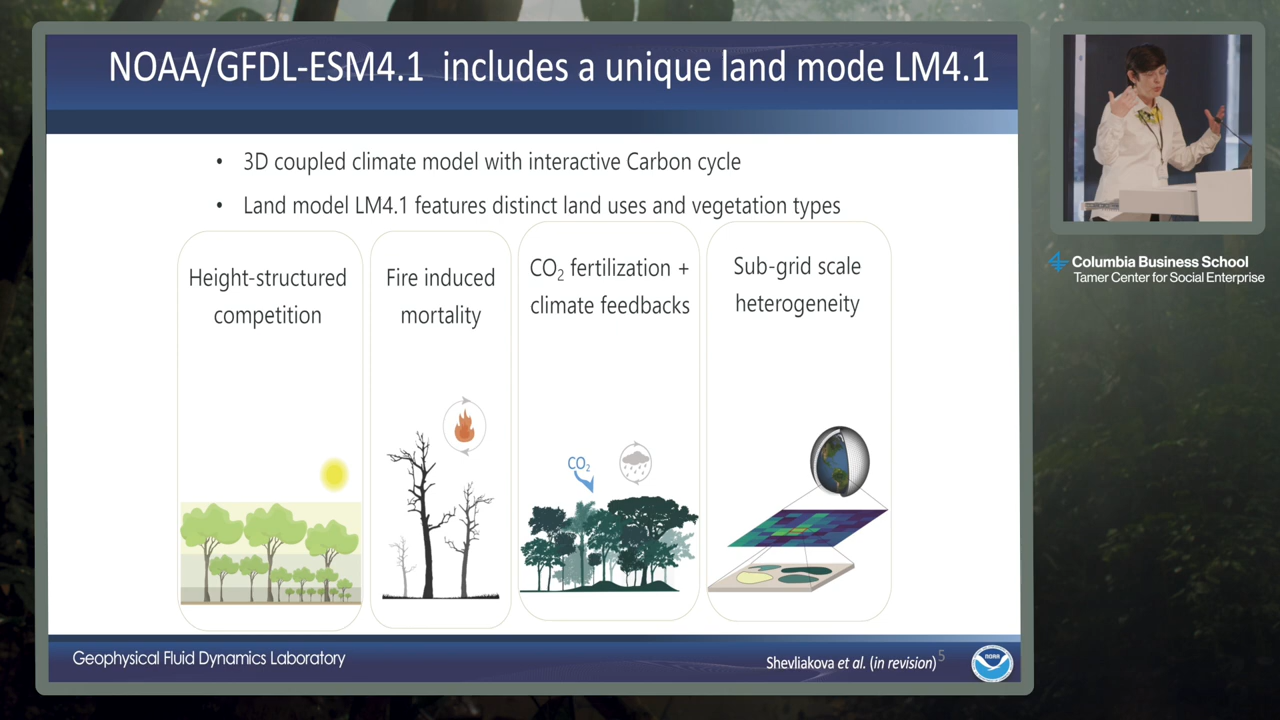 NOAA/GFDL-ESM4.1 includes a unique land mode LM4.1
• 3D coupled climate model with interactive Carbon cycle
• Land model LM4.1 features distinct land uses and vegetation types
Height-structured
competition
Fire induced
mortality
CO₂ fertilization +
climate feedbacks
Sub-grid scale
heterogeneity
CO₂
Geophysical Fluid Dynamics Laboratory
Shevliakova et al. (in revision)
5
NOAA
Columbia Business School
Tamer Center for Social Enterprise